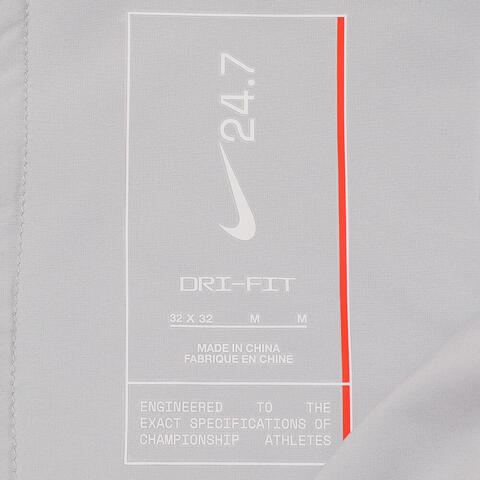 24.7
DRI-FIT
32 X 32 M M
MADE IN CHINA
FABRIQUE EN CHINE
ENGINEERED TO THE
EXACT SPECIFICATIONS OF
CHAMPIONSHIP ATHLETES